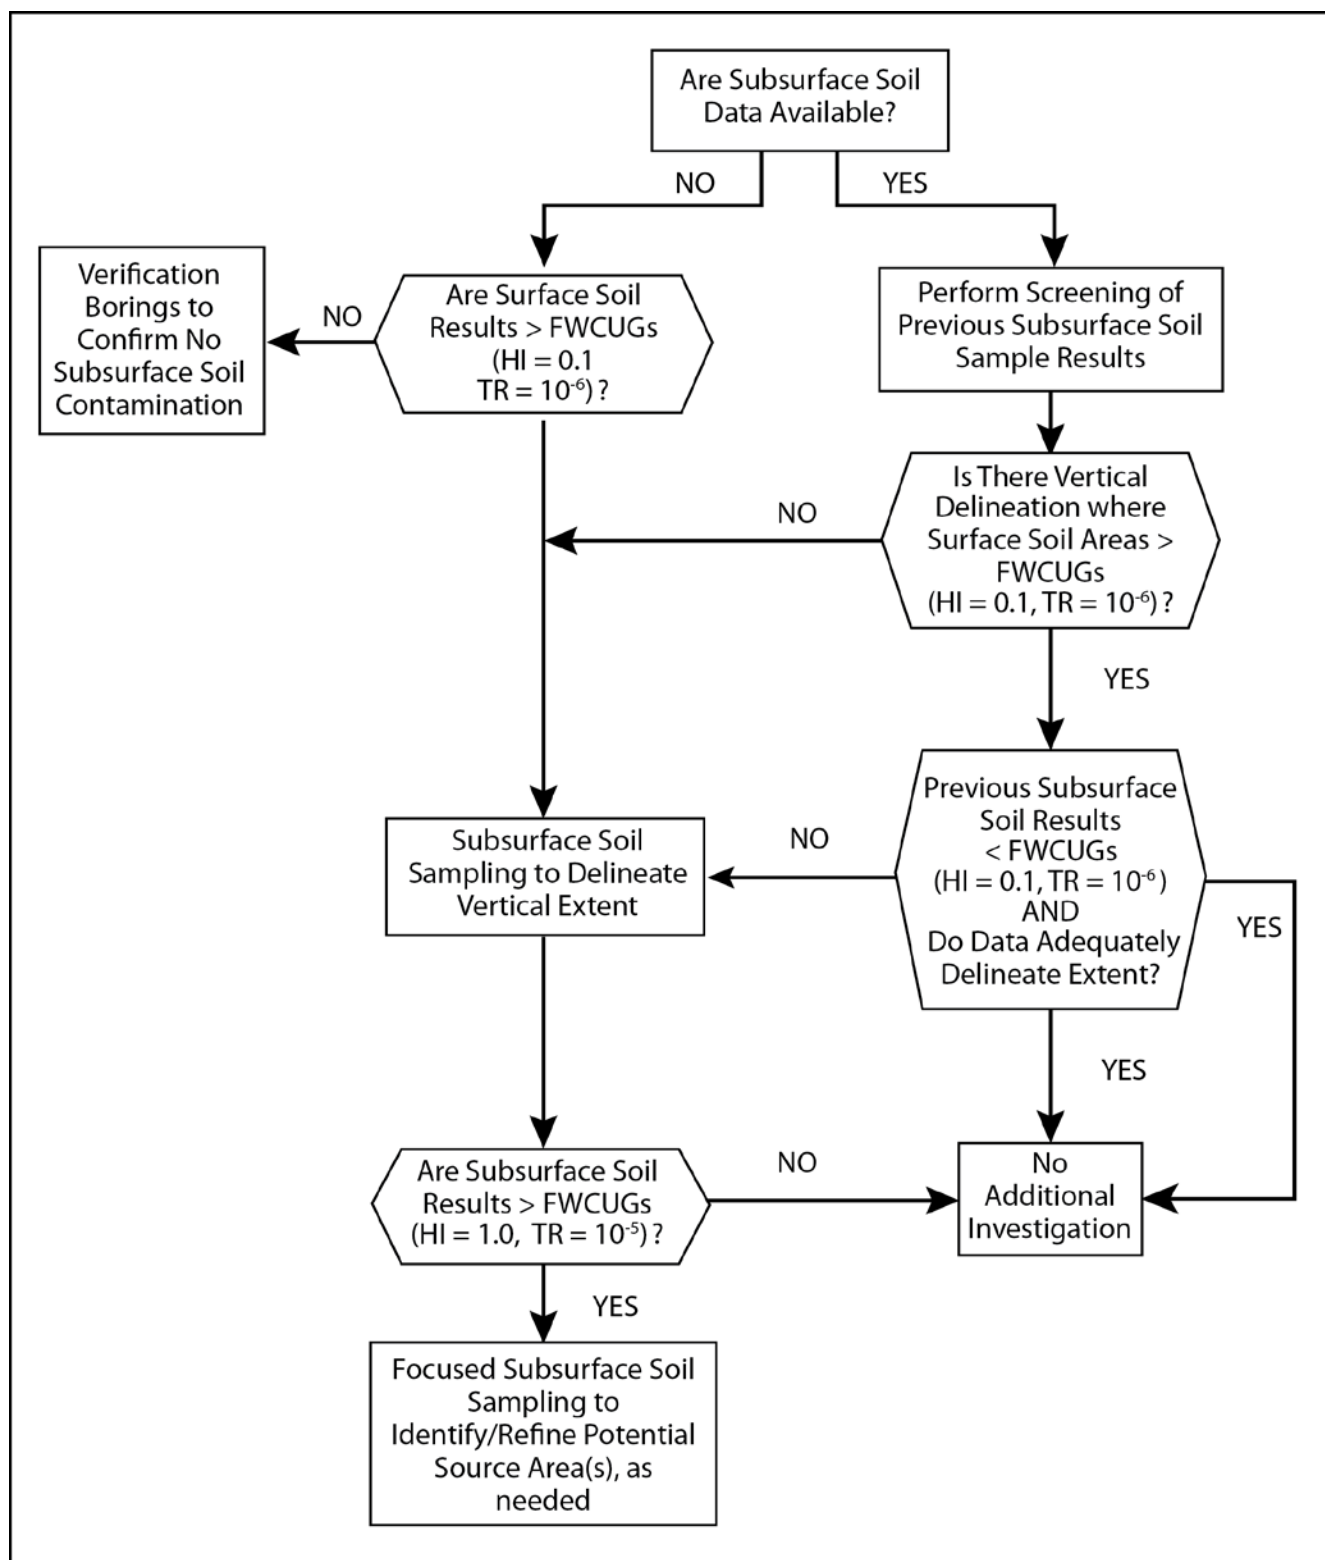 Are Subsurface Soil
Data Available?
NO
YES
Verification
Borings to
Confirm No
Subsurface Soil
Contamination
NO
Are Surface Soil
Results > FWCUGs
(HI = 0.1
TR = 10⁻⁶) ?
Perform Screening of
Previous Subsurface Soil
Sample Results
NO
Is There Vertical
Delineation where
Surface Soil Areas >
FWCUGs
(HI = 0.1, TR = 10⁻⁶) ?
YES
Subsurface Soil
Sampling to Delineate
Vertical Extent
NO
Previous Subsurface
Soil Results
< FWCUGs
(HI = 0.1, TR = 10⁻⁶ )
AND
Do Data Adequately
Delineate Extent?
YES
YES
Are Subsurface Soil
Results > FWCUGs
(HI = 1.0, TR = 10⁻⁵) ?
NO
No
Additional
Investigation
YES
Focused Subsurface Soil
Sampling to
Identify/Refine Potential
Source Area(s), as
needed